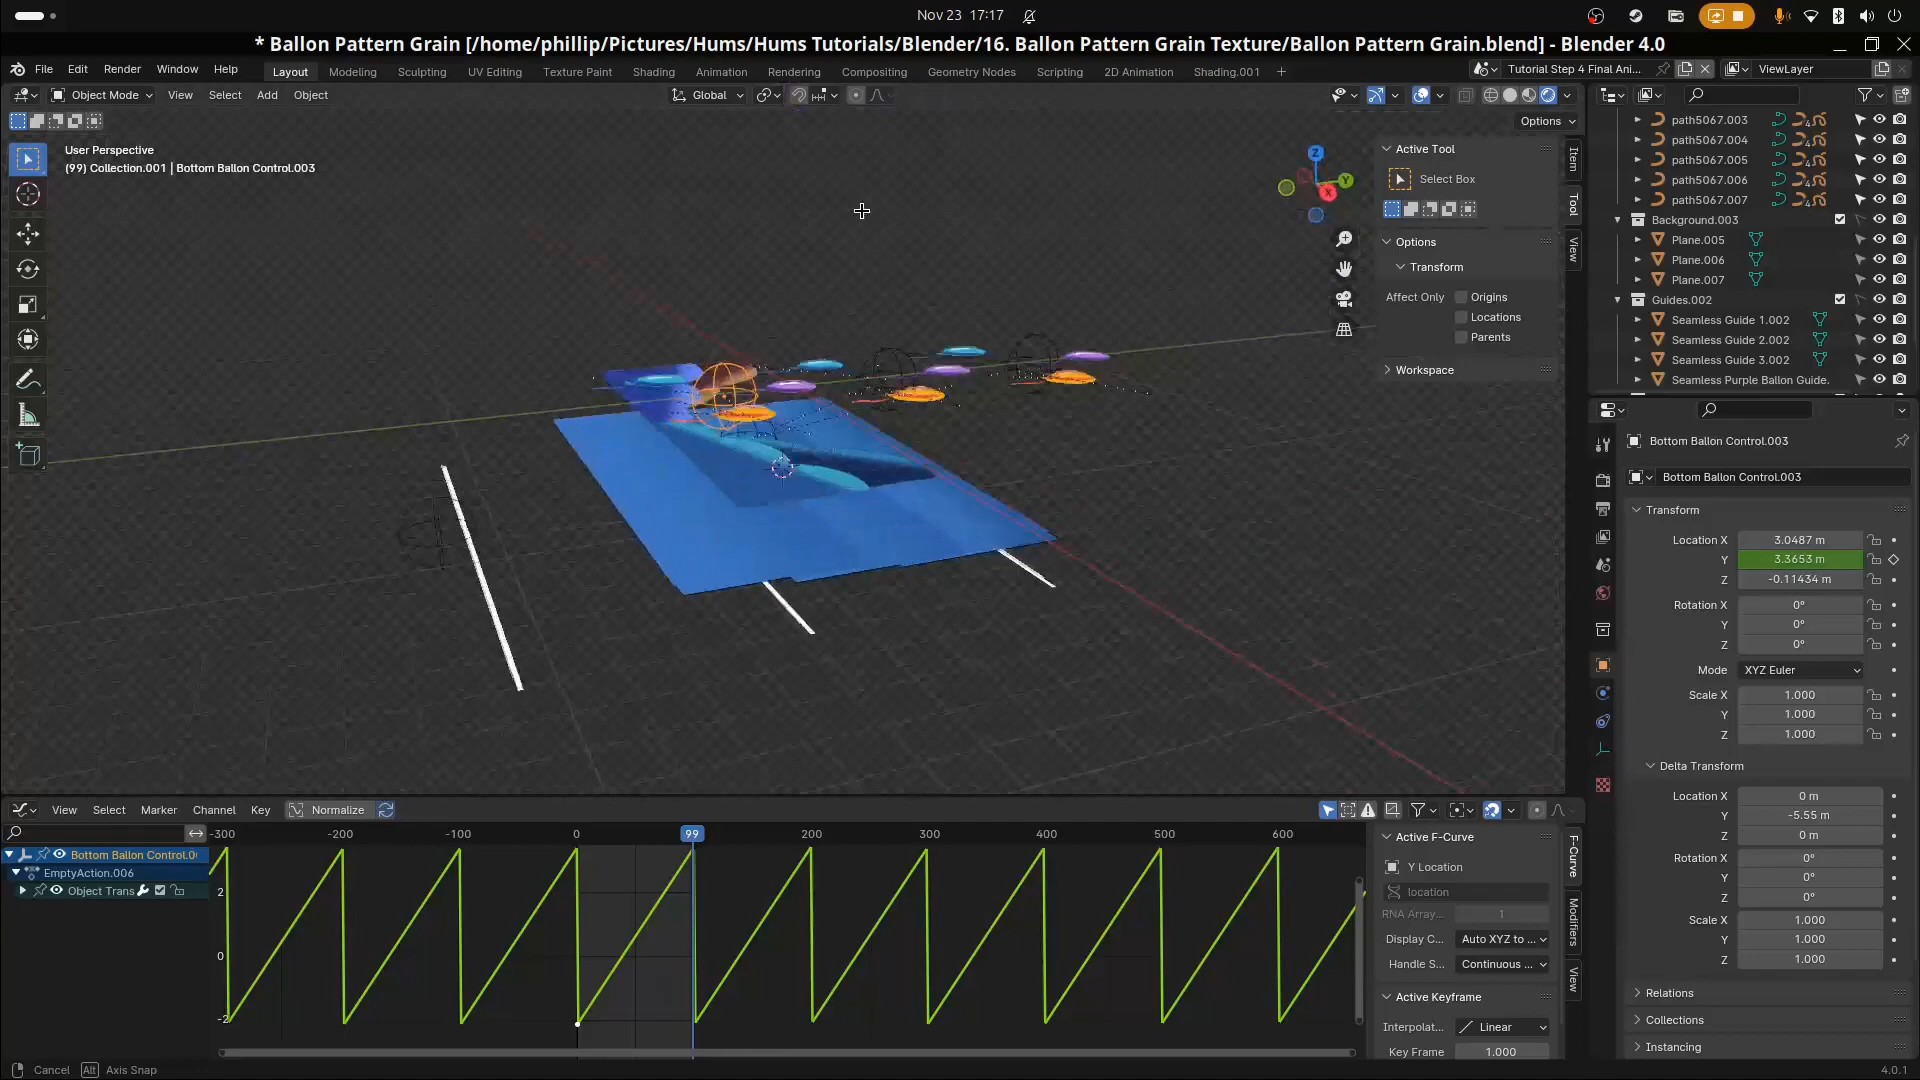 Nov 23 17:17
* Ballon Pattern Grain [/home/phillip/Pictures/Hums/Hums Tutorials/Blender/16. Ballon Pattern Grain Texture/Ballon Pattern Grain.blend] - Blender 4.0
File Edit Render Window Help
Layout Modeling Sculpting UV Editing Texture Paint Shading Animation Rendering Compositing Geometry Nodes Scripting 2D Animation Shading.001 +
Tutorial Step 4 Final Ani...
ViewLayer
Object Mode View Select Add Object
Global
Options
User Perspective
(99) Collection.001 | Bottom Ballon Control.003
Z
Y
X
Active Tool
Select Box
Options
Transform
Affect Only Origins
Locations
Parents
Workspace
Item
Tool
View
path5067.003
4
path5067.004
4
path5067.005
4
path5067.006
4
path5067.007
4
Background.003
Plane.005
Plane.006
Plane.007
Guides.002
Seamless Guide 1.002
Seamless Guide 2.002
Seamless Guide 3.002
Seamless Purple Ballon Guide.
Bottom Ballon Control.003
Bottom Ballon Control.003
Transform
Location X 3.0487 m
Y 3.3653 m
Z -0.11434 m
Rotation X 0°
Y 0°
Z 0°
Mode XYZ Euler
Scale X 1.000
Y 1.000
Z 1.000
Delta Transform
Location X 0 m
Y -5.55 m
Z 0 m
Rotation X 0°
Y 0°
Z 0°
Scale X 1.000
Y 1.000
Z 1.000
Relations
Collections
Instancing
View Select Marker Channel Key Normalize
-300 -200 -100 0 99 200 300 400 500 600
Bottom Ballon Control.0
EmptyAction.006
Object Trans
2
0
-2
Active F-Curve
Y Location
location
RNA Array... 1
Display C... Auto XYZ to ...
Handle S... Continuous ...
Active Keyframe
Interpolat... Linear
Key Frame 1.000
F-Curve
Modifiers
View
Cancel Alt Axis Snap
4.0.1